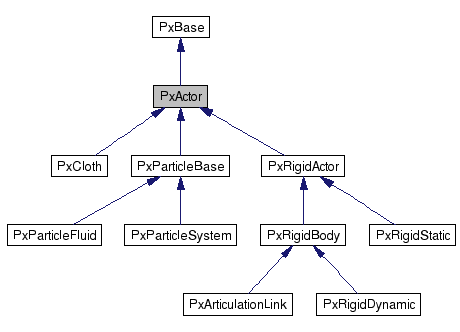 PxBase
PxActor
PxCloth
PxParticleBase
PxRigidActor
PxParticleFluid
PxParticleSystem
PxRigidBody
PxRigidStatic
PxArticulationLink
PxRigidDynamic